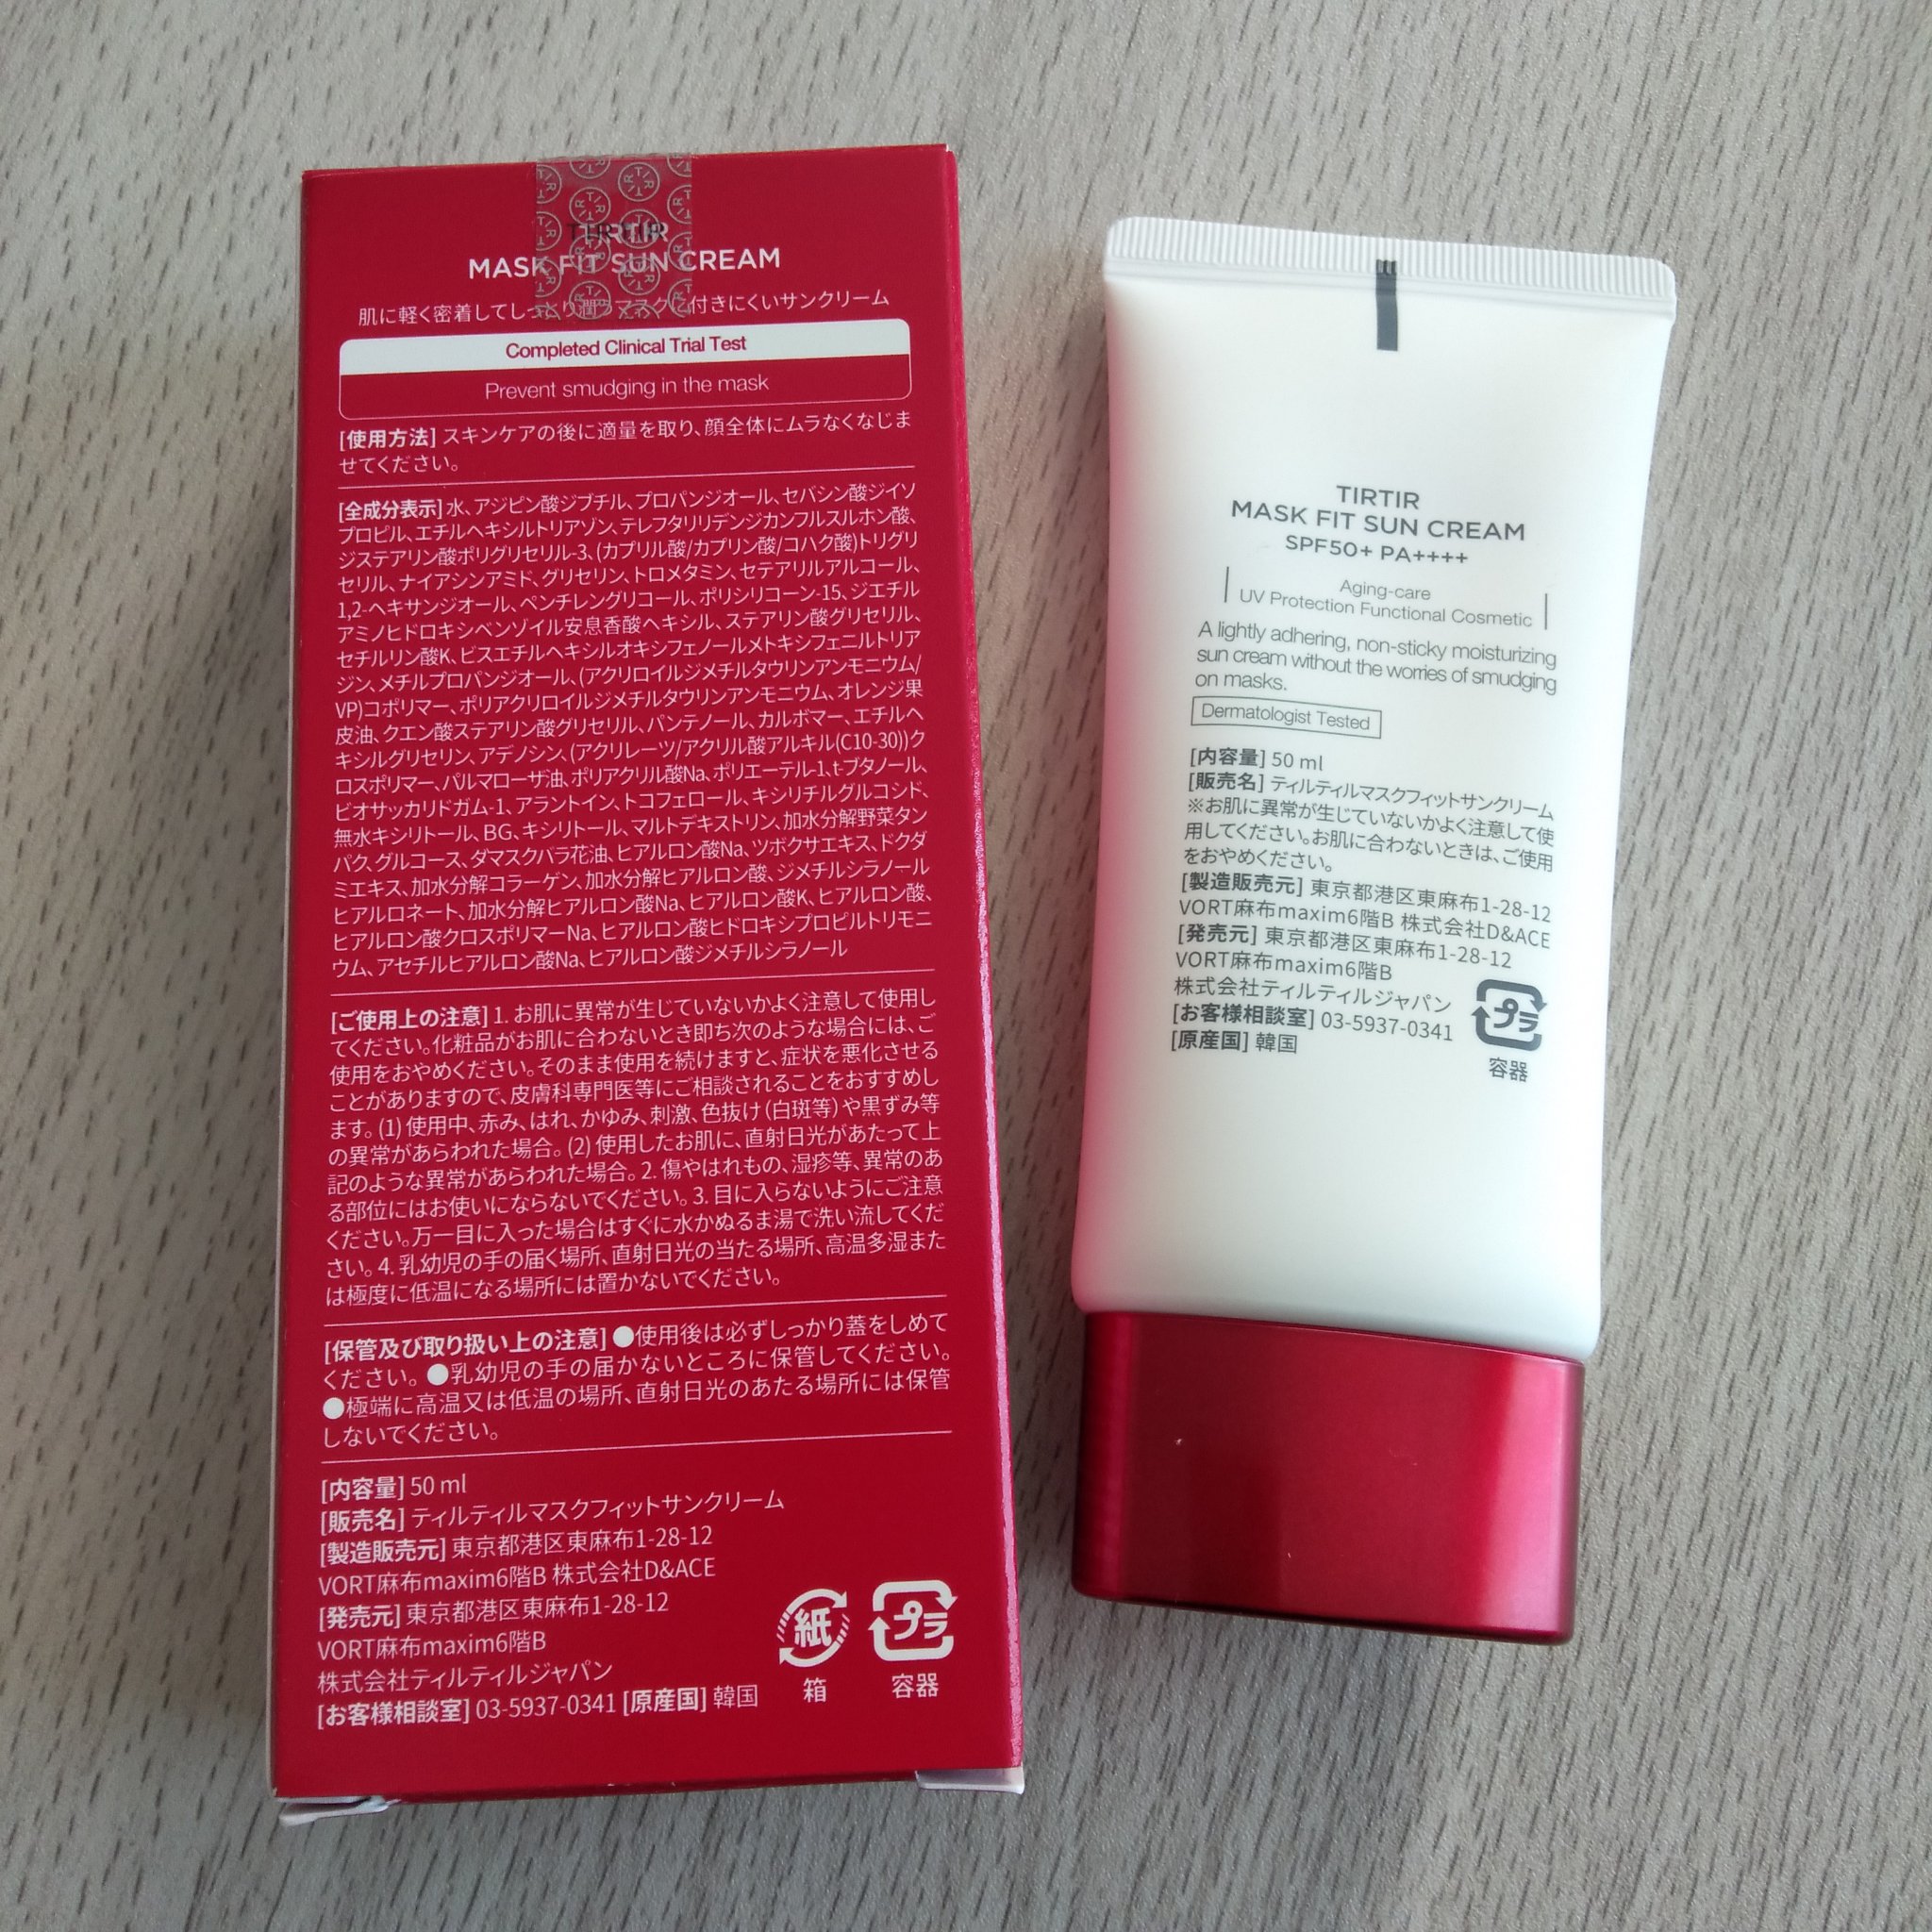 TIRTIR
MASK FIT SUN CREAM
肌に軽く密着してしっとり潤うマスクに付きにくいサンクリーム
Completed Clinical Trial Test
Prevent smudging in the mask
[使用方法] スキンケアの後に適量を取り、顔全体にムラなくなじま
せてください。
[全成分表示] 水、アジピン酸ジブチル、プロパンジオール、セバシン酸ジイソ
プロピル、エチルヘキシルトリアゾン、テレフタリリデンジカンフルスルホン酸、
ジステアリン酸ポリグリセリル-3、(カプリル酸/カプリン酸/コハク酸)トリグリ
セリル、ナイアシンアミド、グリセリン、トロメタミン、セテアリルアルコール、
1,2-ヘキサンジオール、ペンチレングリコール、ポリシリコーン-15、ジエチル
アミノヒドロキシベンゾイル安息香酸ヘキシル、ステアリン酸グリセリル、
セチルリン酸K、ビスエチルヘキシルオキシフェノールメトキシフェニルトリア
ジン、メチルプロパンジオール、(アクリロイルジメチルタウリンアンモニウム/
VP)コポリマー、ポリアクリロイルジメチルタウリンアンモニウム、オレンジ果
皮油、クエン酸ステアリン酸グリセリル、パンテノール、カルボマー、エチルヘ
キシルグリセリン、アデノシン、(アクリレーツ/アクリル酸アルキル(C10-30))ク
ロスポリマー、パルマローザ油、ポリアクリル酸Na、ポリエーテル-1、t-ブタノール、
ビオサッカリドガム-1、アラントイン、トコフェロール、キシリチルグルコシド、
無水キシリトール、BG、キシリトール、マルトデキストリン、加水分解野菜タン
パク、グルコース、ダマスクバラ花油、ヒアルロン酸Na、ツボクサエキス、ドクダ
ミエキス、加水分解コラーゲン、加水分解ヒアルロン酸、ジメチルシラノール
ヒアルロネート、加水分解ヒアルロン酸Na、ヒアルロン酸K、ヒアルロン酸、
ヒアルロン酸クロスポリマーNa、ヒアルロン酸ヒドロキシプロピルトリモニ
ウム、アセチルヒアルロン酸Na、ヒアルロン酸ジメチルシラノール
[ご使用上の注意] 1. お肌に異常が生じていないかよく注意して使用し
てください。化粧品がお肌に合わないとき即ち次のような場合には、ご
使用をおやめください。そのまま使用を続けますと、症状を悪化させる
ことがありますので、皮膚科専門医等にご相談されることをおすすめし
ます。(1) 使用中、赤み、はれ、かゆみ、刺激、色抜け(白斑等)や黒ずみ等
の異常があらわれた場合。(2) 使用したお肌に、直射日光があたって上
記のような異常があらわれた場合。2. 傷やはれもの、湿疹等、異常のあ
る部位にはお使いにならないでください。3. 目に入らないようにご注意
ください。万一目に入った場合はすぐに水かぬるま湯で洗い流してくだ
さい。4. 乳幼児の手の届く場所、直射日光の当たる場所、高温多湿また
は極度に低温になる場所には置かないでください。
[保管及び取り扱い上の注意] ●使用後は必ずしっかり蓋をしめて
ください。●乳幼児の手の届かないところに保管してください。
●極端に高温又は低温の場所、直射日光のあたる場所には保管
しないでください。
[内容量] 50 ml
[販売名] ティルティルマスクフィットサンクリーム
[製造販売元] 東京都港区東麻布1-28-12
VORT麻布maxim6階B 株式会社D&ACE
[発売元] 東京都港区東麻布1-28-12
VORT麻布maxim6階B
株式会社ティルティルジャパン
[お客様相談室] 03-5937-0341 [原産国] 韓国
紙
箱
プラ
容器
TIRTIR
MASK FIT SUN CREAM
SPF50+ PA++++
Aging-care
UV Protection Functional Cosmetic
A lightly adhering, non-sticky moisturizing
sun cream without the worries of smudging
on masks.
Dermatologist Tested
[内容量] 50 ml
[販売名] ティルティルマスクフィットサンクリーム
※お肌に異常が生じていないかよく注意して使
用してください。お肌に合わないときは、ご使用
をおやめください。
[製造販売元] 東京都港区東麻布1-28-12
VORT麻布maxim6階B 株式会社D&ACE
[発売元] 東京都港区東麻布1-28-12
VORT麻布maxim6階B
株式会社ティルティルジャパン
[お客様相談室] 03-5937-0341
[原産国] 韓国
プラ
容器